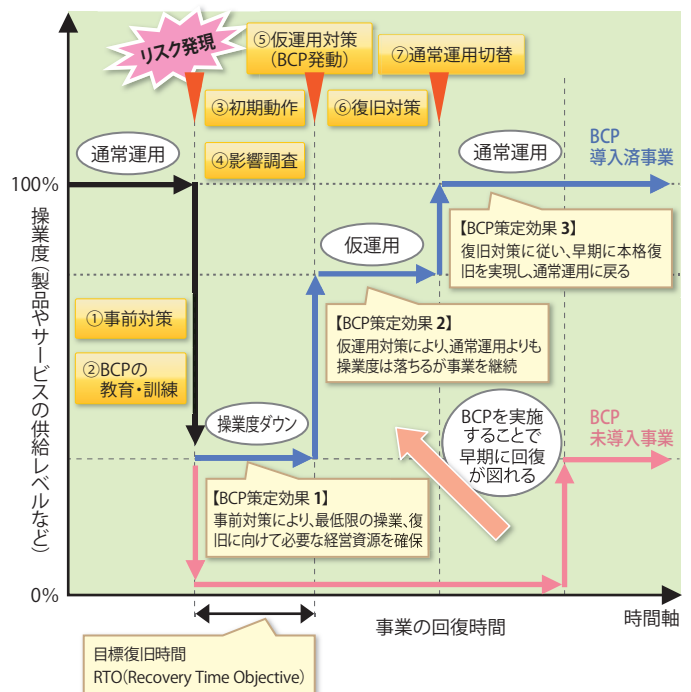 リスク発現
⑤仮運用対策
(BCP発動)
⑦通常運用切替
③初期動作
⑥復旧対策
④影響調査
通常運用
通常運用
BCP
導入済事業
100%
【BCP策定効果 3】
復旧対策に従い、早期に本格復
旧を実現し、通常運用に戻る
仮運用
操業度(製品やサービスの供給レベルなど)
①事前対策
②BCPの
教育・訓練
【BCP策定効果 2】
仮運用対策により、通常運用よりも
操業度は落ちるが事業を継続
操業度ダウン
BCPを実施
することで
早期に回復
が図れる
BCP
未導入事業
【BCP策定効果 1】
事前対策により、最低限の操業、復
旧に向けて必要な経営資源を確保
0%
事業の回復時間
時間軸
目標復旧時間
RTO(Recovery Time Objective)